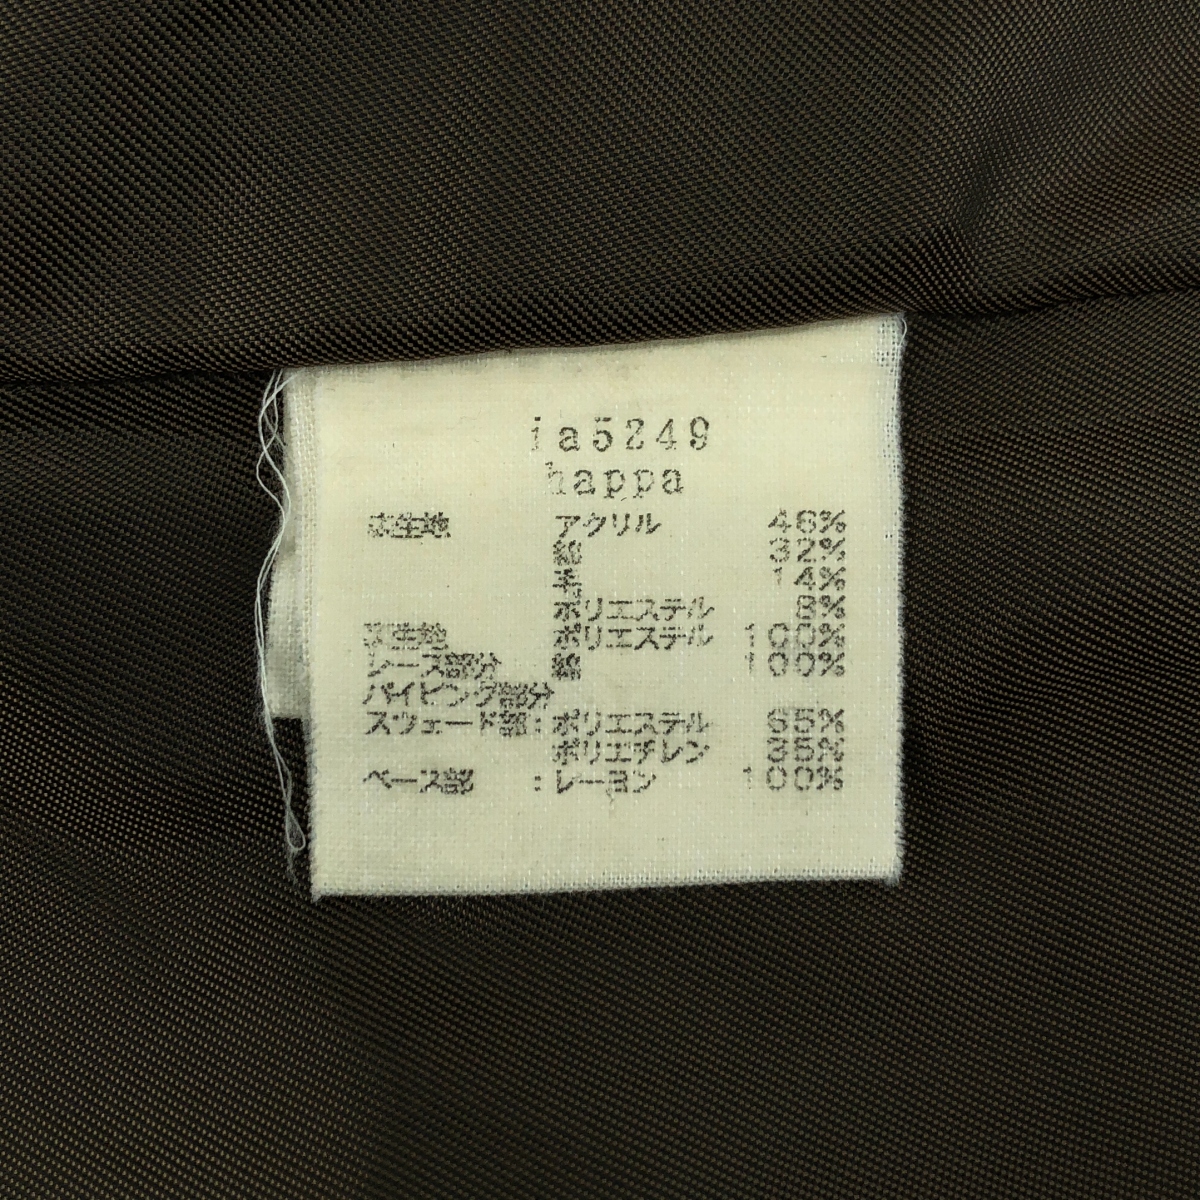 ia5249
happa
表生地 アクリル 46%
綿 32%
毛 14%
ポリエステル 8%
裏生地 ポリエステル 100%
レース部分 綿 100%
パイピング部分
スウェード部：ポリエステル 65%
ポリエチレン 35%
ベース部 ：レーヨン 100%